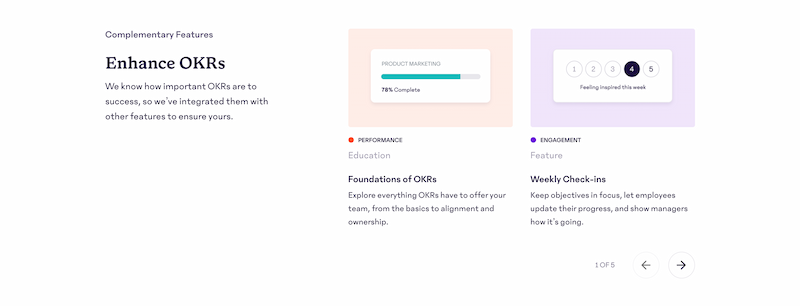 Complementary Features
Enhance OKRs
We know how important OKRs are to
success, so we've integrated them with
other features to ensure yours.
PRODUCT MARKETING
78% Complete
PERFORMANCE
Education
Foundations of OKRs
Explore everything OKRs have to offer your
team, from the basics to alignment and
ownership.
1 2 3 4 5
Feeling inspired this week
ENGAGEMENT
Feature
Weekly Check-ins
Keep objectives in focus, let employees
update their progress, and show managers
how it's going.
1 OF 5